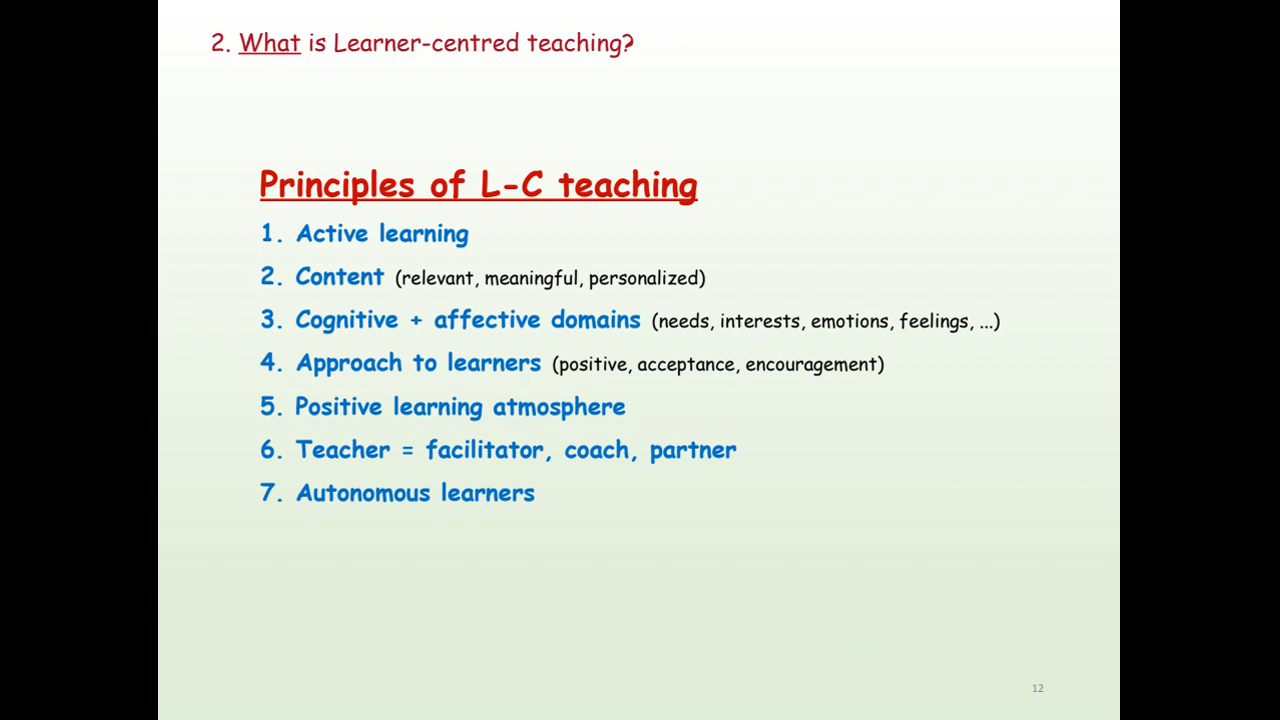 2. What is Learner-centred teaching?
Principles of L-C teaching
1. Active learning
2. Content (relevant, meaningful, personalized)
3. Cognitive + affective domains (needs, interests, emotions, feelings, ...)
4. Approach to learners (positive, acceptance, encouragement)
5. Positive learning atmosphere
6. Teacher = facilitator, coach, partner
7. Autonomous learners
12